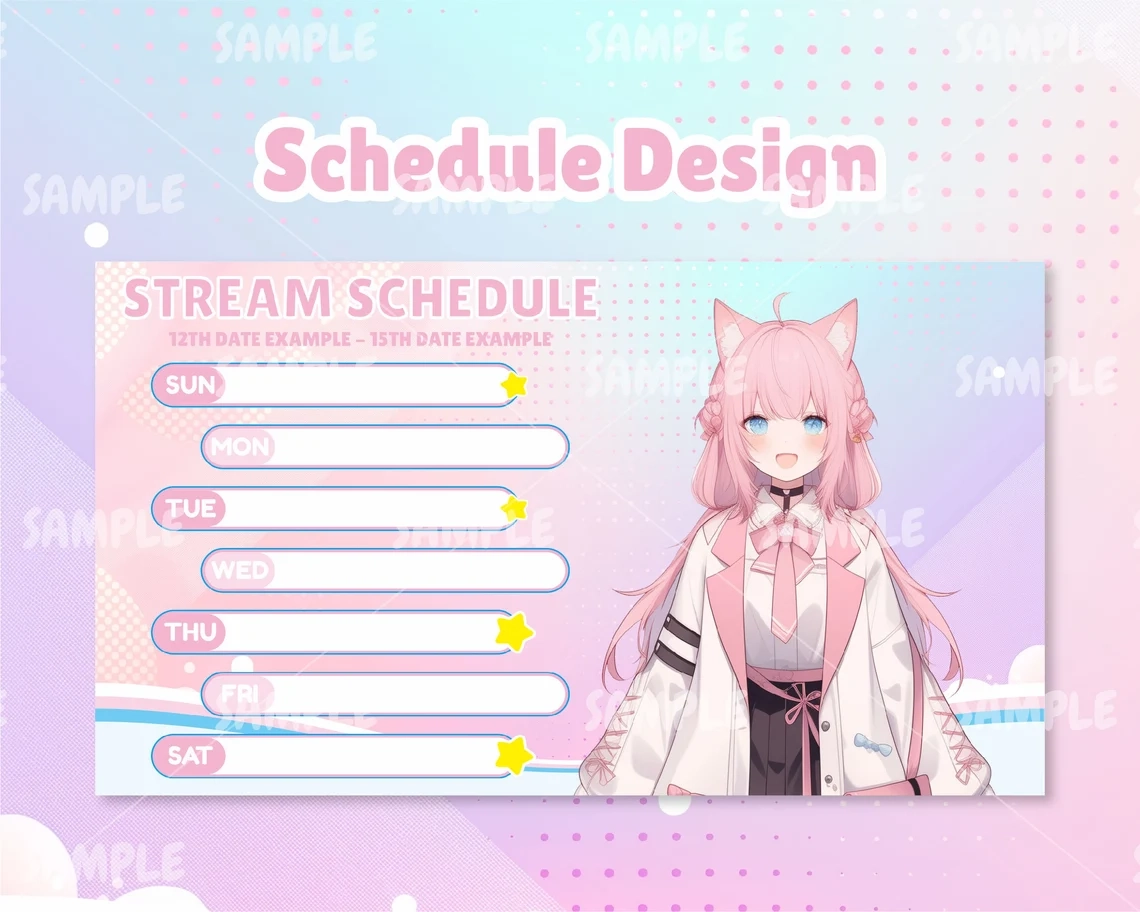 SAMPLE SAMPLE SAMPLE
Schedule Design
SAMPLE SAMPLE SAMPLE
STREAM SCHEDULE
12TH DATE EXAMPLE – 15TH DATE EXAMPLE
SUN
SAMPLE SAMPLE
MON
TUE
SAMPLE SAMPLE SAMPLE
WED
THU
FRI
SAMPLE SAMPLE SAMPLE
SAT
SAMPLE